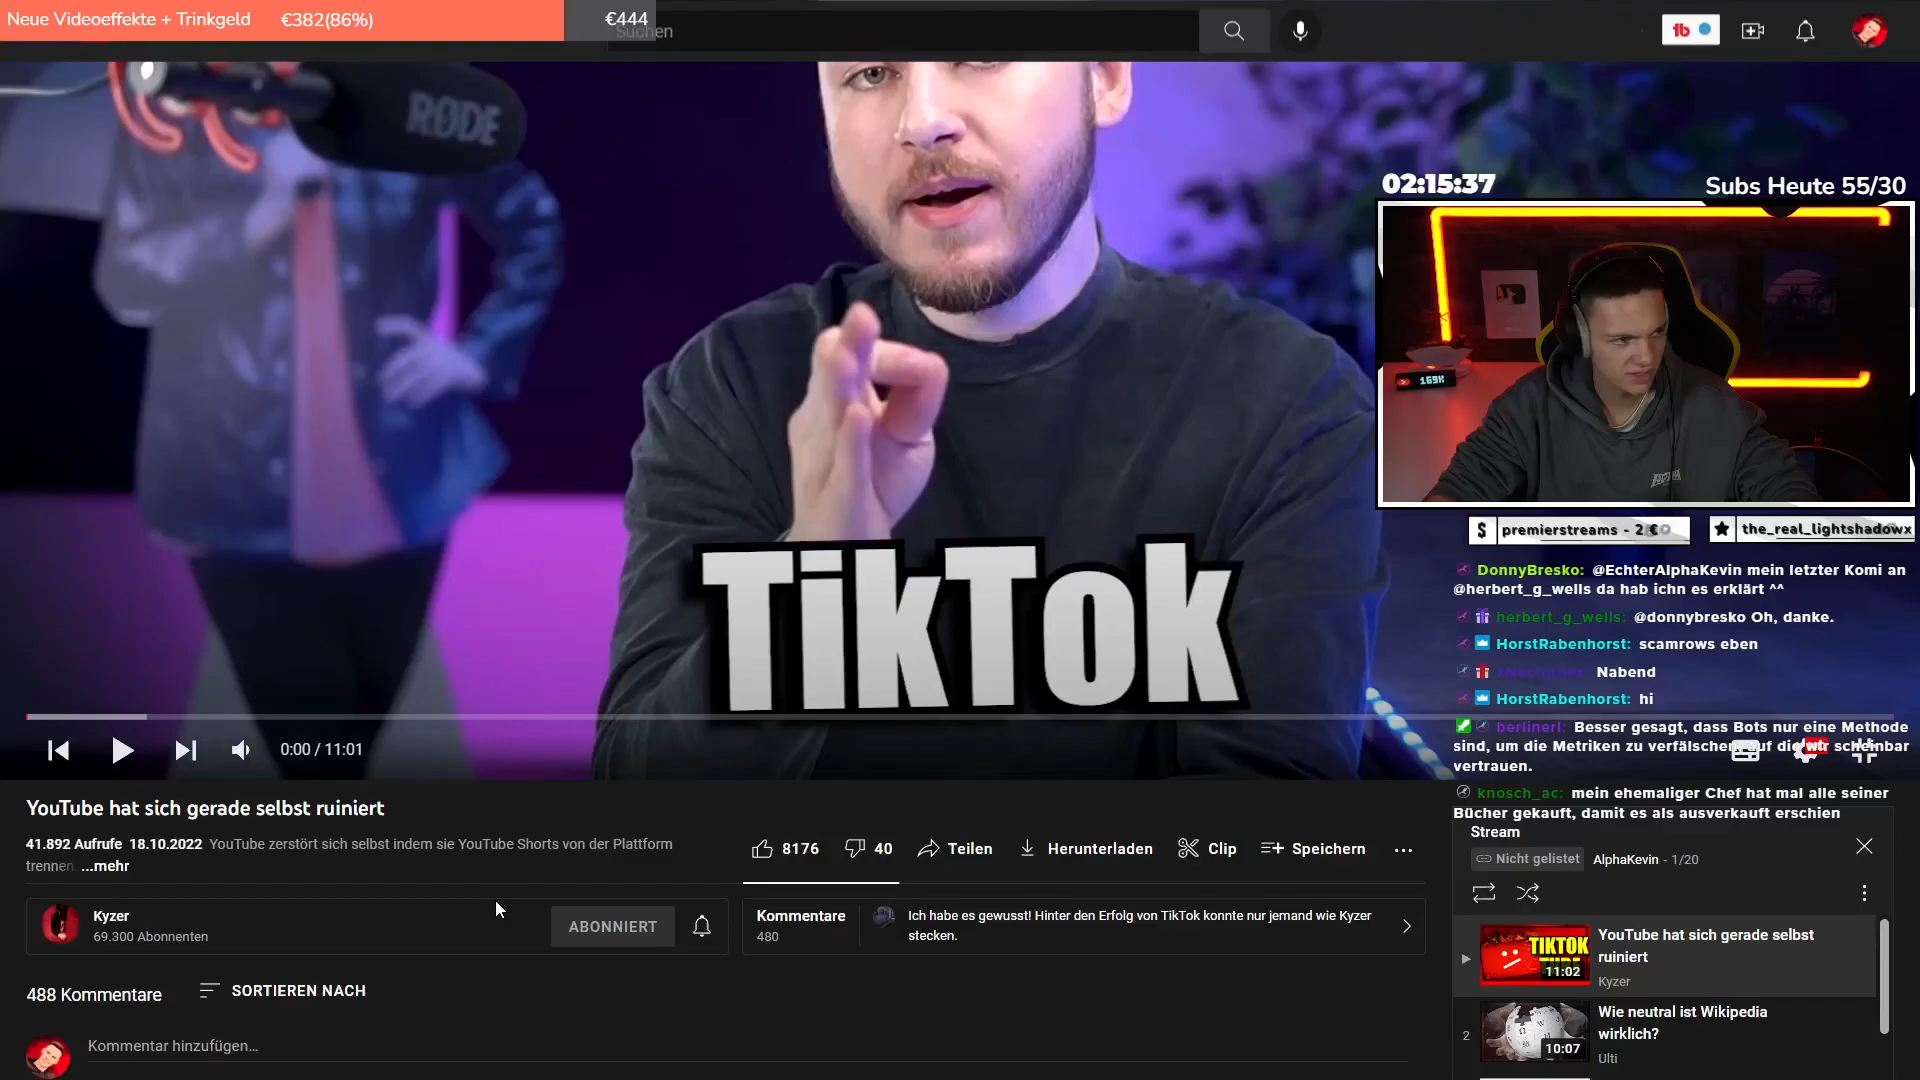 Neue Videoeffekte + Trinkgeld €382(86%) €444
Suchen
RØDE
02:15:37
Subs Heute 55/30
169K
TikTok
premierstreams - 2 €
the_real_lightshadowx
DonnyBresko: @EchterAlphaKevin mein letzter Komi an
@herbert_g_wells da hab ichn es erklärt ^^
herbert_g_wells: @donnybresko Oh, danke.
HorstRabenhorst: scamrows eben
Nabend
HorstRabenhorst: hi
berlinerl: Besser gesagt, dass Bots nur eine Methode
sind, um die Metriken zu verfälschen auf die wir scheinbar
vertrauen.
knosch_ac: mein ehemaliger Chef hat mal alle seiner
Bücher gekauft, damit es als ausverkauft erschien
0:00 / 11:01
YouTube hat sich gerade selbst ruiniert
41.892 Aufrufe 18.10.2022 YouTube zerstört sich selbst indem sie YouTube Shorts von der Plattform
trennen ...mehr
8176
40
Teilen
Herunterladen
Clip
Speichern
Kyzer
69.300 Abonnenten
ABONNIERT
Kommentare
480
Ich habe es gewusst! Hinter den Erfolg von TikTok konnte nur jemand wie Kyzer
stecken.
488 Kommentare
SORTIEREN NACH
Kommentar hinzufügen...
Stream
Nicht gelistet AlphaKevin - 1/20
TIKTOK
11:02
YouTube hat sich gerade selbst
ruiniert
Kyzer
2
10:07
Wie neutral ist Wikipedia
wirklich?
Ulti